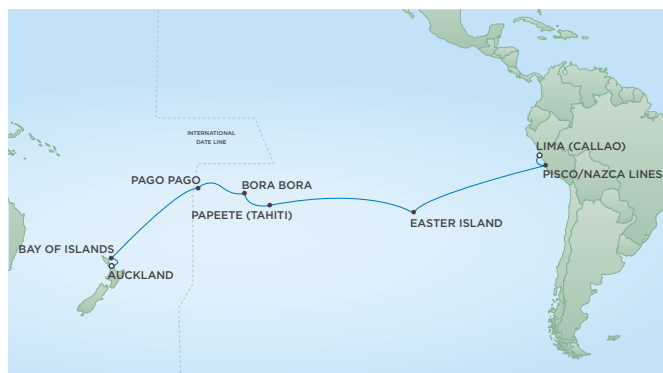 INTERNATIONAL
DATE LINE
LIMA (CALLAO)
PISCO/NAZCA LINES
PAGO PAGO
BORA BORA
PAPEETE (TAHITI)
EASTER ISLAND
BAY OF ISLANDS
AUCKLAND